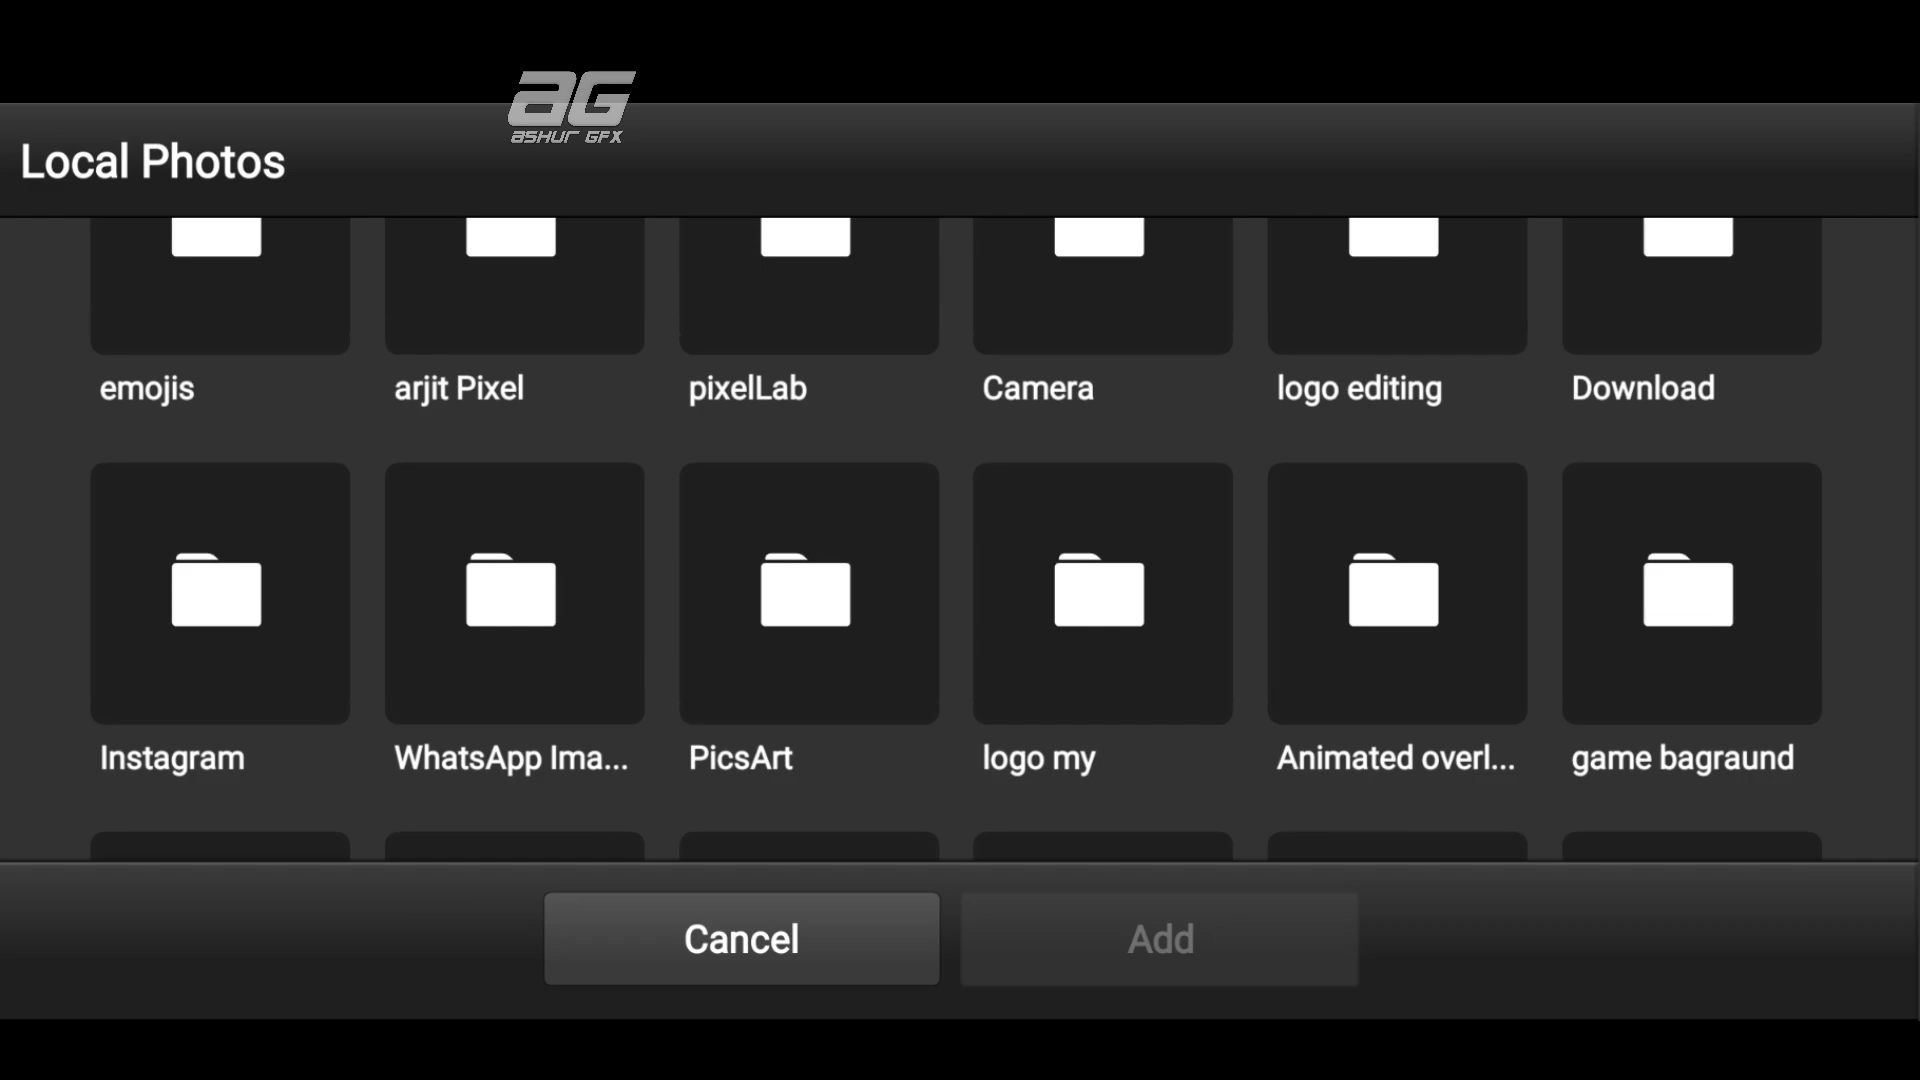 AG
ASHUR GFX
Local Photos
emojis
arjit Pixel
pixelLab
Camera
logo editing
Download
Instagram
WhatsApp Ima...
PicsArt
logo my
Animated overl...
game bagraund
Cancel
Add